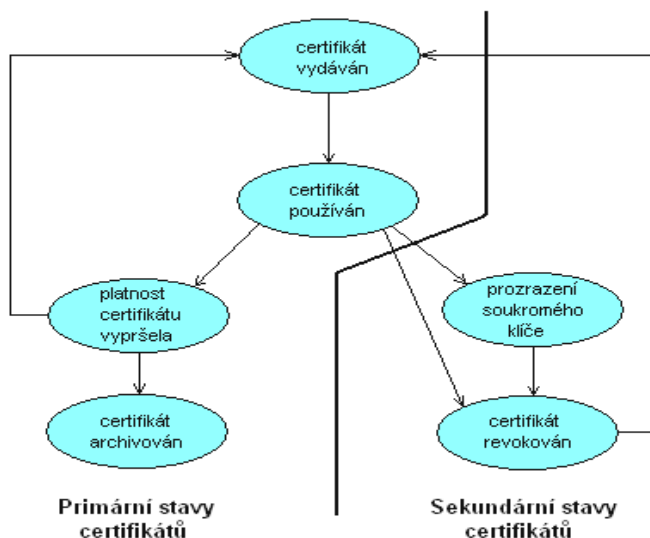 certifikát
vydáván
certifikát
používán
platnost
certifikátu
vypršela
prozrazení
soukromého
klíče
certifikát
archivován
certifikát
revokován
Primární stavy
certifikátů
Sekundární stavy
certifikátů